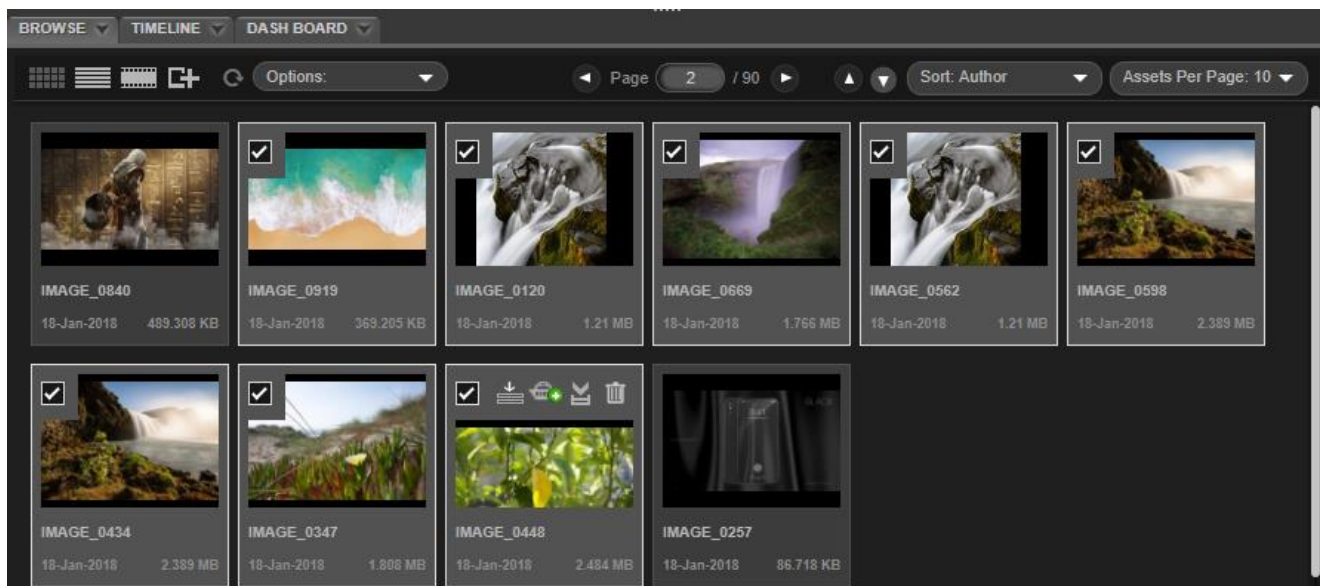 BROWSE TIMELINE DASH BOARD
Options: Page 2 / 90 Sort: Author Assets Per Page: 10
IMAGE_0840 IMAGE_0919 IMAGE_0120 IMAGE_0669 IMAGE_0562 IMAGE_0598
18-Jan-2018 489.308 KB 18-Jan-2018 369.205 KB 18-Jan-2018 1.21 MB 18-Jan-2018 1.766 MB 18-Jan-2018 1.21 MB 18-Jan-2018 2.389 MB
IMAGE_0434 IMAGE_0347 IMAGE_0448 IMAGE_0257
18-Jan-2018 2.389 MB 18-Jan-2018 1.808 MB 18-Jan-2018 2.484 MB 18-Jan-2018 86.718 KB